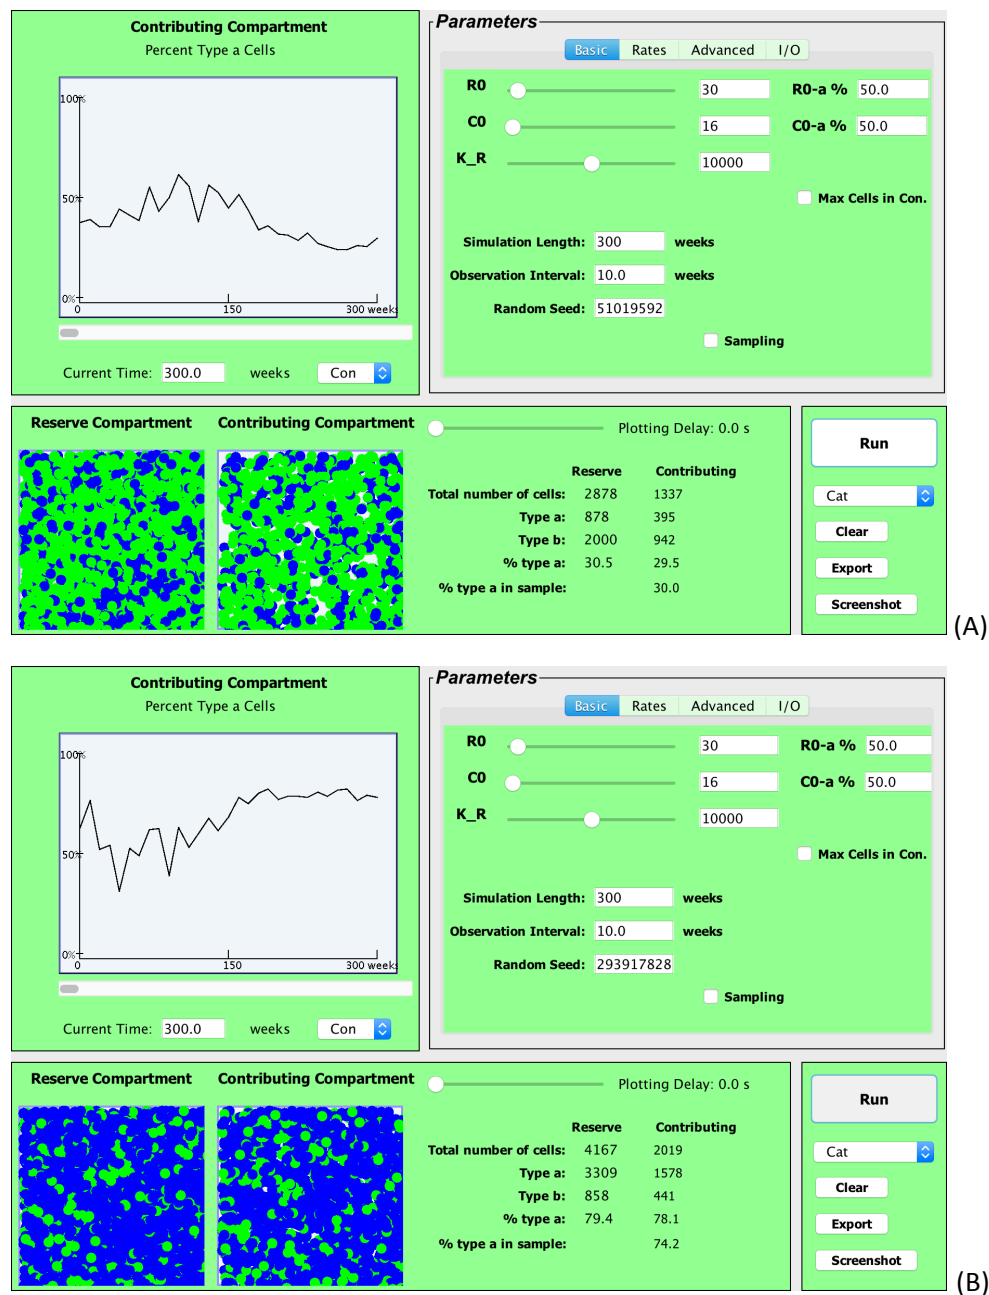 Contributing Compartment
Percent Type a Cells
100%
50%
0%
0 150 300 weeks
Current Time: 300.0 weeks Con
Parameters
Basic Rates Advanced I/O
R0 30 R0-a % 50.0
C0 16 C0-a % 50.0
K_R 10000
Max Cells in Con.
Simulation Length: 300 weeks
Observation Interval: 10.0 weeks
Random Seed: 51019592
Sampling
Reserve Compartment Contributing Compartment Plotting Delay: 0.0 s
Reserve Contributing
Total number of cells: 2878 1337
Type a: 878 395
Type b: 2000 942
% type a: 30.5 29.5
% type a in sample: 30.0
Run
Cat
Clear
Export
Screenshot
(A)
Contributing Compartment
Percent Type a Cells
100%
50%
0%
0 150 300 weeks
Current Time: 300.0 weeks Con
Parameters
Basic Rates Advanced I/O
R0 30 R0-a % 50.0
C0 16 C0-a % 50.0
K_R 10000
Max Cells in Con.
Simulation Length: 300 weeks
Observation Interval: 10.0 weeks
Random Seed: 293917828
Sampling
Reserve Compartment Contributing Compartment Plotting Delay: 0.0 s
Reserve Contributing
Total number of cells: 4167 2019
Type a: 3309 1578
Type b: 858 441
% type a: 79.4 78.1
% type a in sample: 74.2
Run
Cat
Clear
Export
Screenshot
(B)